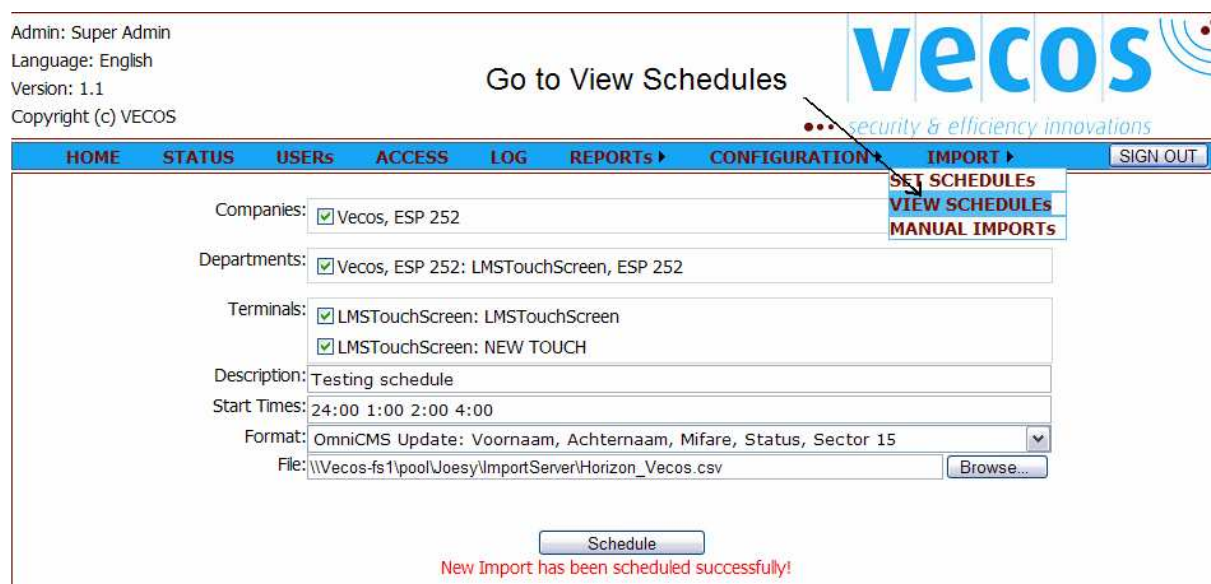 Admin: Super Admin
Language: English
Version: 1.1
Copyright (c) VECOS
Go to View Schedules
vecos
security & efficiency innovations
HOME STATUS USERs ACCESS LOG REPORTs CONFIGURATION IMPORT SIGN OUT
SET SCHEDULEs
VIEW SCHEDULEs
MANUAL IMPORTs
Companies: Vecos, ESP 252
Departments: Vecos, ESP 252: LMSTouchScreen, ESP 252
Terminals: LMSTouchScreen: LMSTouchScreen
LMSTouchScreen: NEW TOUCH
Description: Testing schedule
Start Times: 24:00 1:00 2:00 4:00
Format: OmniCMS Update: Voornaam, Achternaam, Mifare, Status, Sector 15
File: \\Vecos-fs1\pool\Joesy\ImportServer\Horizon_Vecos.csv Browse...
Schedule
New Import has been scheduled successfully!